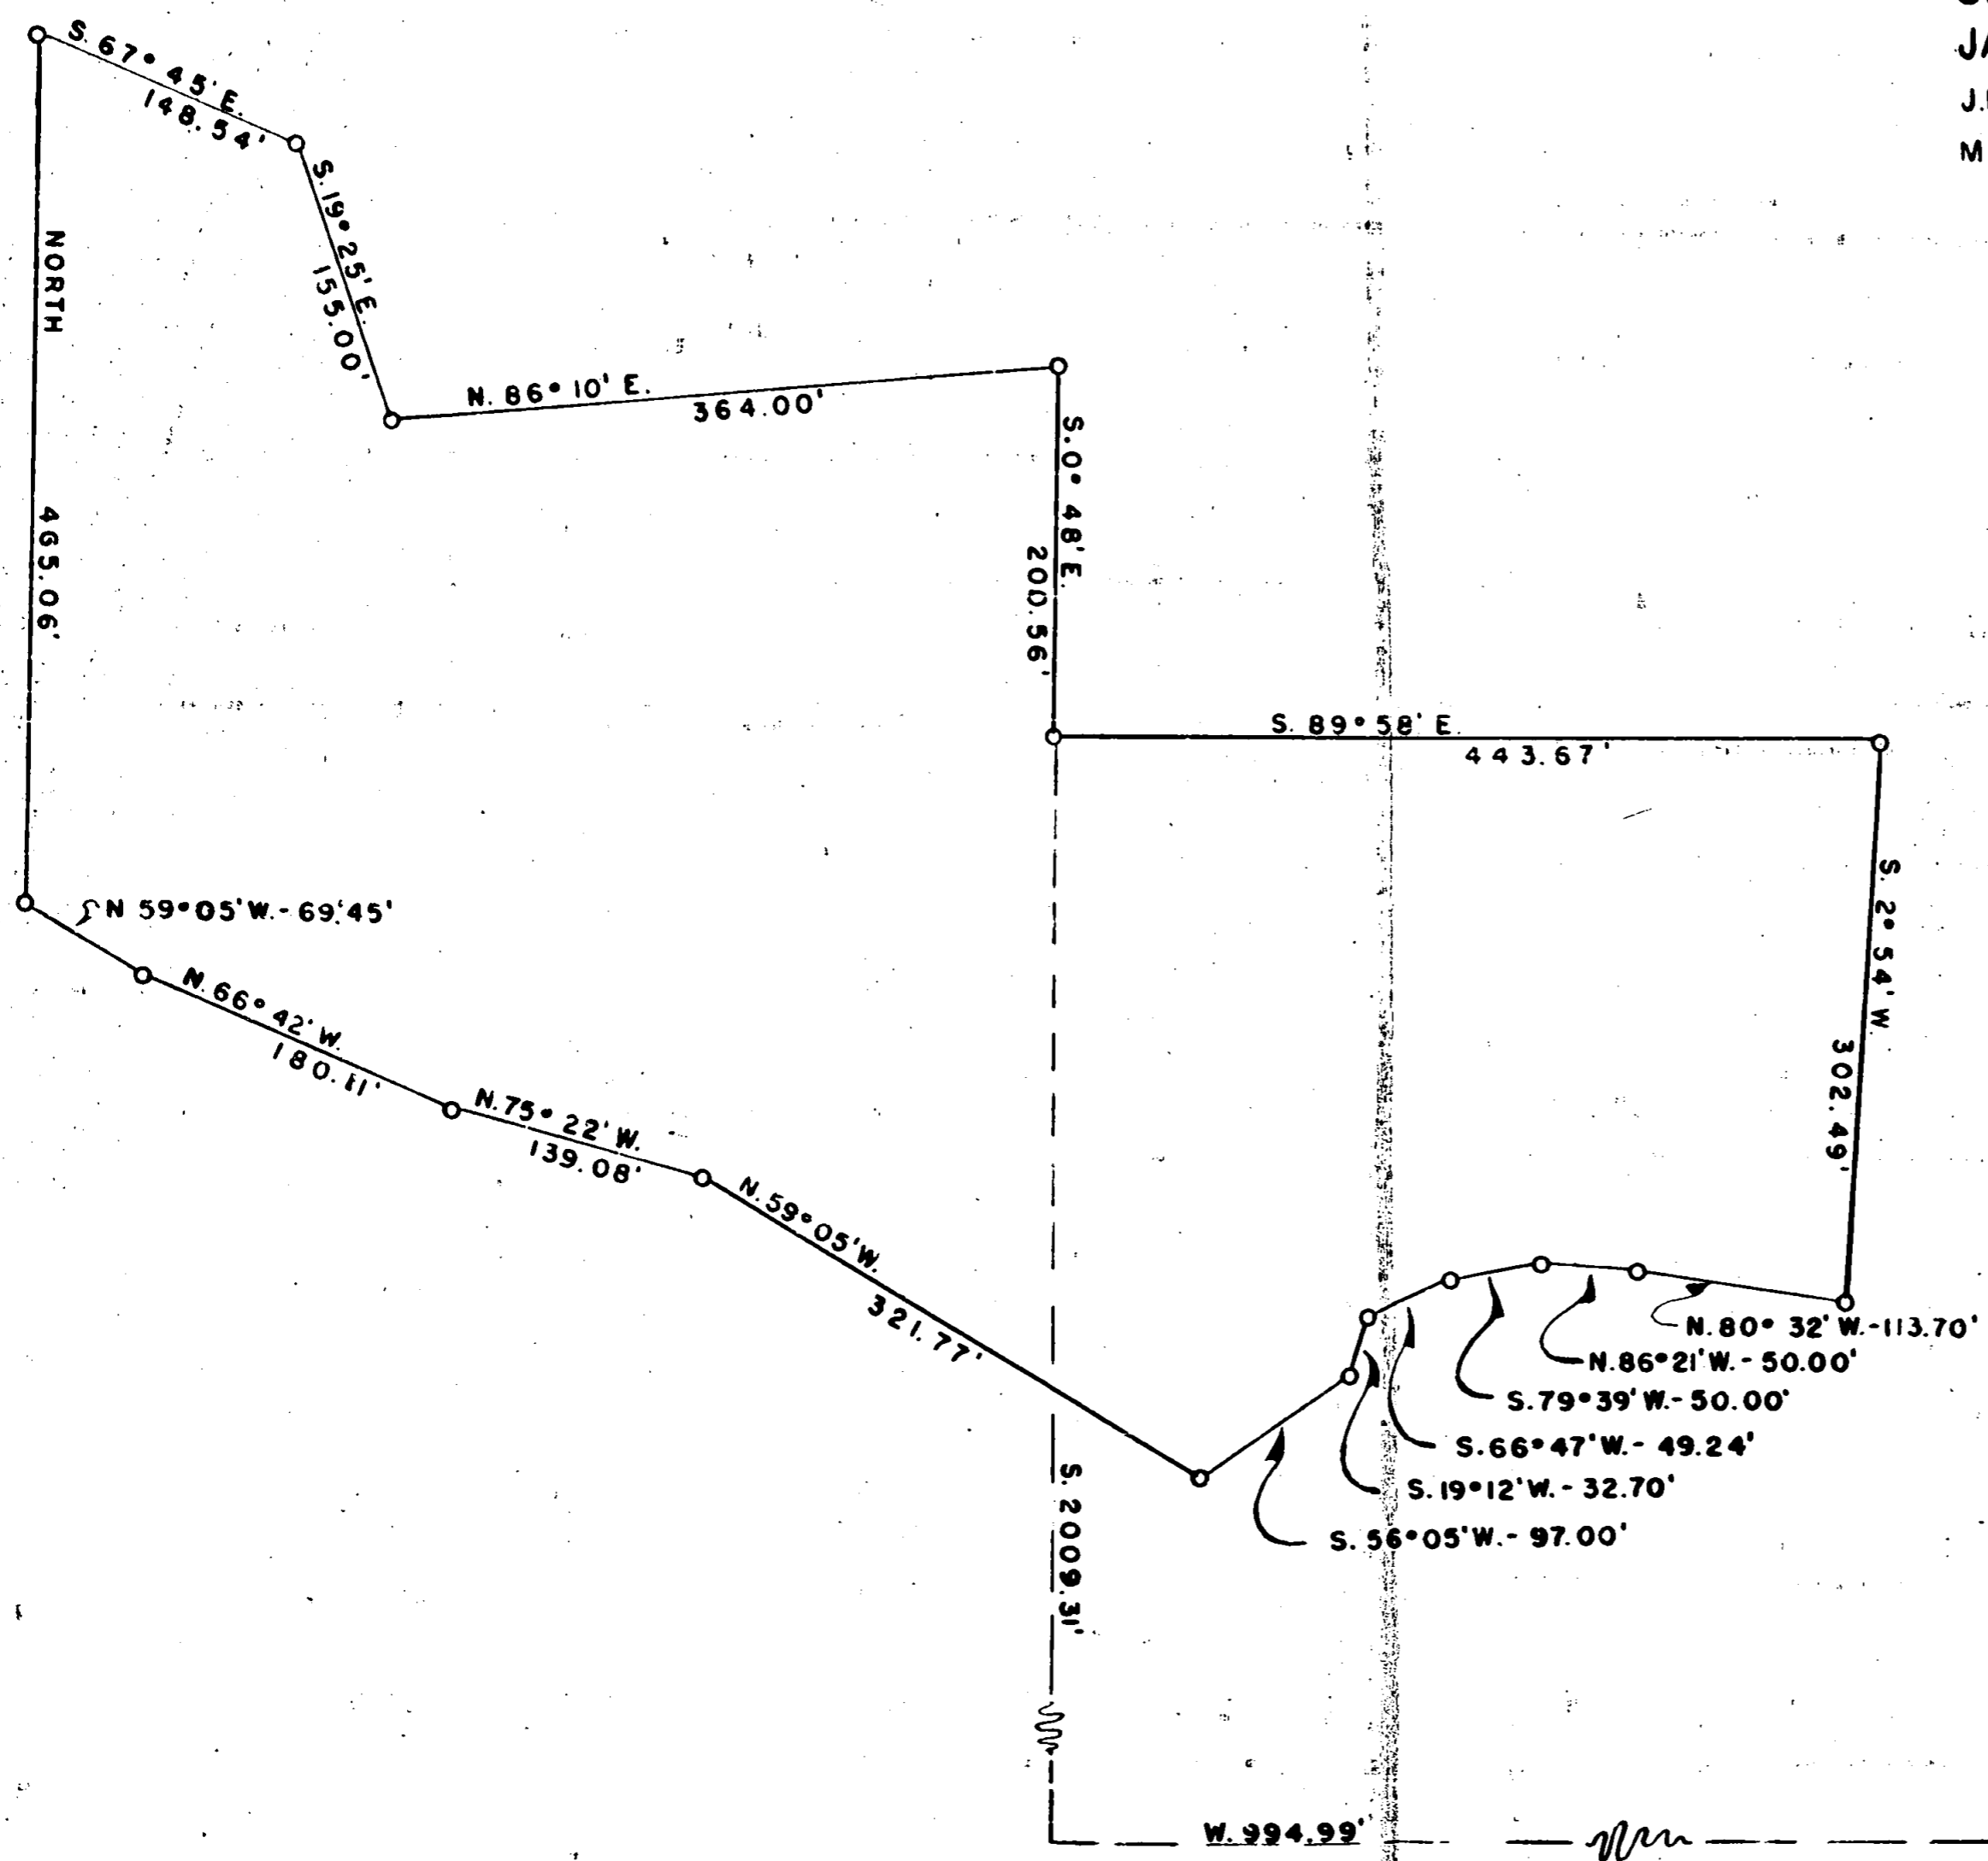 JA
J.
M
S. 67° 45' E.
148.54'
S. 19° 25' E.
155.00'
NORTH
465.06'
N. 86° 10' E.
364.00'
S. 0° 48' E.
200.56'
S. 89° 58' E.
443.67'
S. 2° 54' W.
302.49'
N 59° 05' W. - 69.45'
N. 66° 42' W.
180.11'
N. 75° 22' W.
139.08'
N. 59° 05' W.
321.77'
N. 80° 32' W. - 113.70'
N. 86° 21' W. - 50.00'
S. 79° 39' W. - 50.00'
S. 66° 47' W. - 49.24'
S. 19° 12' W. - 32.70'
S. 56° 05' W. - 97.00'
S. 2009.31'
W. 994.99'